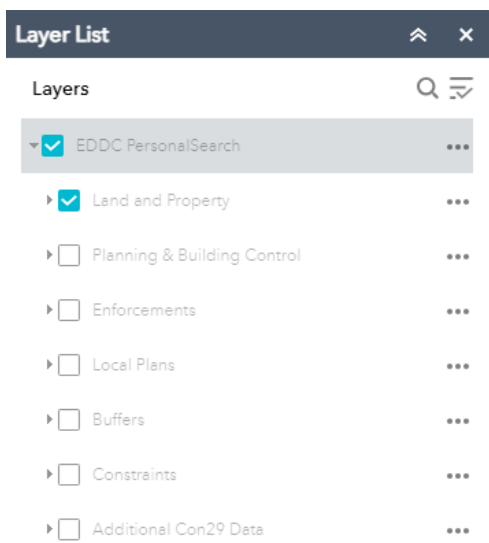 Layer List
Layers
EDDC PersonalSearch
Land and Property
Planning & Building Control
Enforcements
Local Plans
Buffers
Constraints
Additional Con29 Data